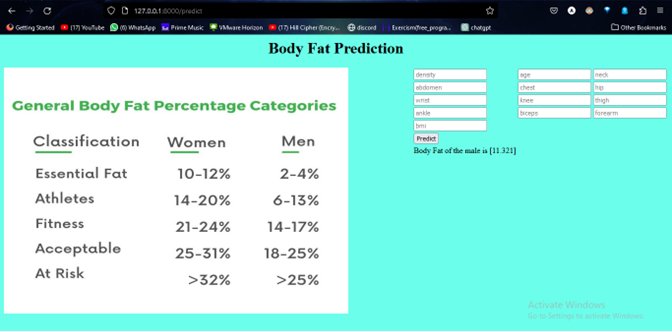 127.0.0.1:8000/predict
Getting Started (17) YouTube (6) WhatsApp Prime Music VMware Horizon (17) Hill Cipher (Encry... discord Exercism(free_progra... chatgpt Other Bookmarks
Body Fat Prediction
General Body Fat Percentage Categories
Classification Women Men
Essential Fat 10-12% 2-4%
Athletes 14-20% 6-13%
Fitness 21-24% 14-17%
Acceptable 25-31% 18-25%
At Risk >32% >25%
density age neck
abdomen chest hip
wrist knee thigh
ankle biceps forearm
bmi
Predict
Body Fat of the male is [11.321]
Activate Windows
Go to Settings to activate Windows.